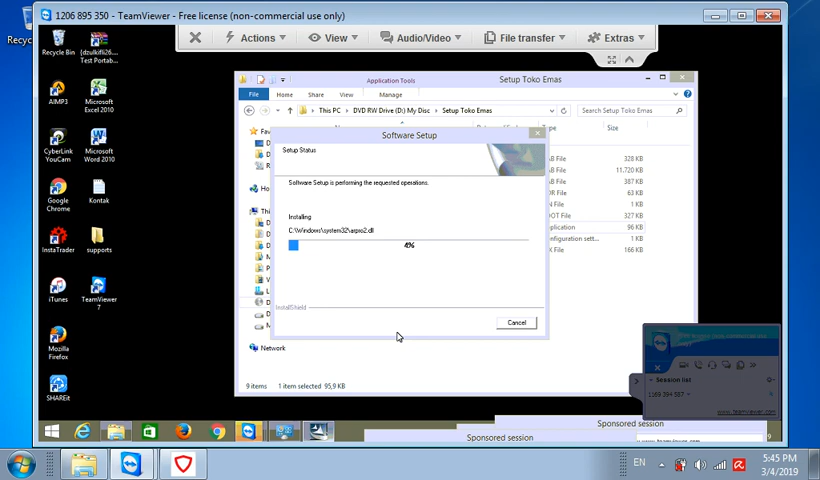 1206 895 350 - TeamViewer - Free license (non-commercial use only)
Actions
View
Audio/Video
File transfer
Extras
Recycle Bin
Test Portab...
AIMP3
Microsoft Excel 2010
CyberLink YouCam
Microsoft Word 2010
Google Chrome
Kontak
InstaTrader
supports
iTunes
TeamViewer 7
Mozilla Firefox
SHAREit
Application Tools
Setup Toko Emas
File
Home
Share
View
Manage
This PC
DVD RW Drive (D:) My Disc
Setup Toko Emas
Search Setup Toko Emas
Type
Size
328 KB
11.720 KB
387 KB
63 KB
1 KB
327 KB
96 KB
1 KB
166 KB
Software Setup
Setup Status
Software Setup is performing the requested operations.
Installing
C:\Windows\system32\arpro2.dll
4%
InstallShield
Cancel
Network
9 items
1 item selected 95,9 KB
Session list
www.teamviewer.com
Sponsored session
Sponsored session
EN
5:45 PM
3/4/2019